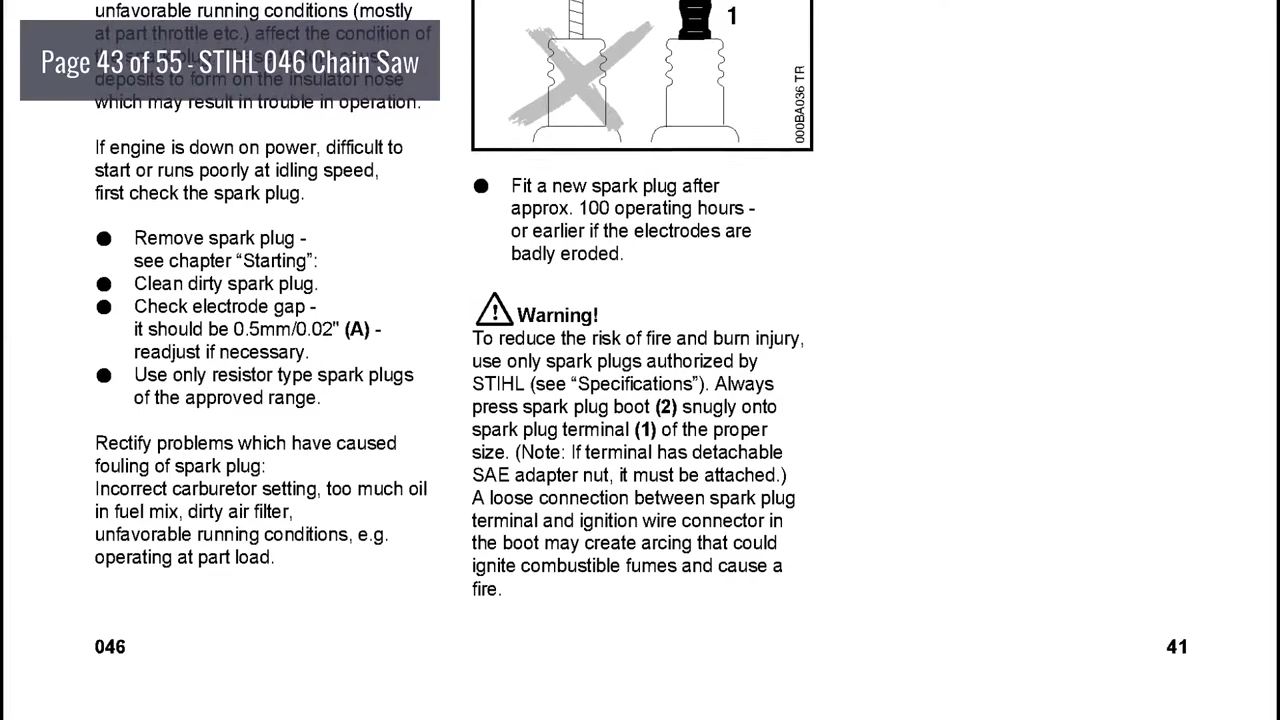 unfavorable running conditions (mostly
at part throttle etc.) affect the condition of
Page 43 of 55 - STIHL 046 Chain Saw
deposits to form on the insulator nose
which may result in trouble in operation.
If engine is down on power, difficult to
start or runs poorly at idling speed,
first check the spark plug.
● Remove spark plug -
see chapter “Starting”:
● Clean dirty spark plug.
● Check electrode gap -
it should be 0.5mm/0.02" (A) -
readjust if necessary.
● Use only resistor type spark plugs
of the approved range.
Rectify problems which have caused
fouling of spark plug:
Incorrect carburetor setting, too much oil
in fuel mix, dirty air filter,
unfavorable running conditions, e.g.
operating at part load.
1
000BA036 TR
● Fit a new spark plug after
approx. 100 operating hours -
or earlier if the electrodes are
badly eroded.
Warning!
To reduce the risk of fire and burn injury,
use only spark plugs authorized by
STIHL (see “Specifications”). Always
press spark plug boot (2) snugly onto
spark plug terminal (1) of the proper
size. (Note: If terminal has detachable
SAE adapter nut, it must be attached.)
A loose connection between spark plug
terminal and ignition wire connector in
the boot may create arcing that could
ignite combustible fumes and cause a
fire.
046
41